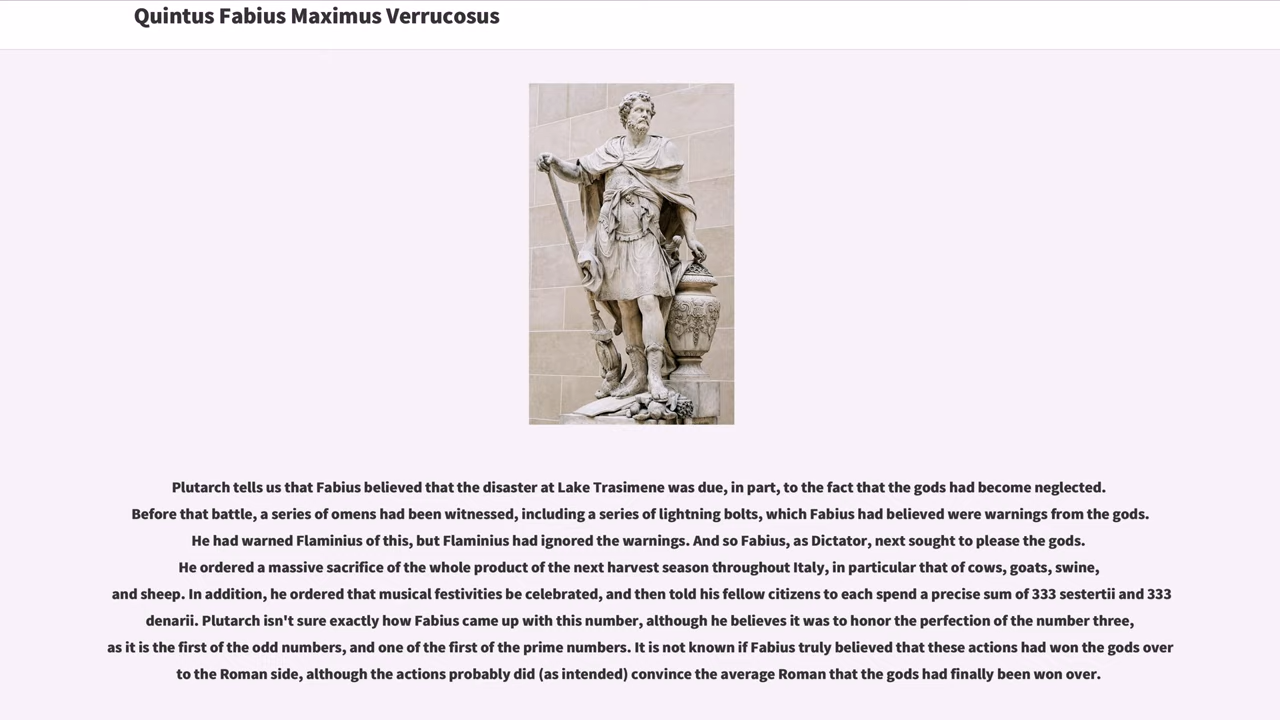 Quintus Fabius Maximus Verrucosus
Plutarch tells us that Fabius believed that the disaster at Lake Trasimene was due, in part, to the fact that the gods had become neglected.
Before that battle, a series of omens had been witnessed, including a series of lightning bolts, which Fabius had believed were warnings from the gods.
He had warned Flaminius of this, but Flaminius had ignored the warnings. And so Fabius, as Dictator, next sought to please the gods.
He ordered a massive sacrifice of the whole product of the next harvest season throughout Italy, in particular that of cows, goats, swine,
and sheep. In addition, he ordered that musical festivities be celebrated, and then told his fellow citizens to each spend a precise sum of 333 sestertii and 333
denarii. Plutarch isn't sure exactly how Fabius came up with this number, although he believes it was to honor the perfection of the number three,
as it is the first of the odd numbers, and one of the first of the prime numbers. It is not known if Fabius truly believed that these actions had won the gods over
to the Roman side, although the actions probably did (as intended) convince the average Roman that the gods had finally been won over.